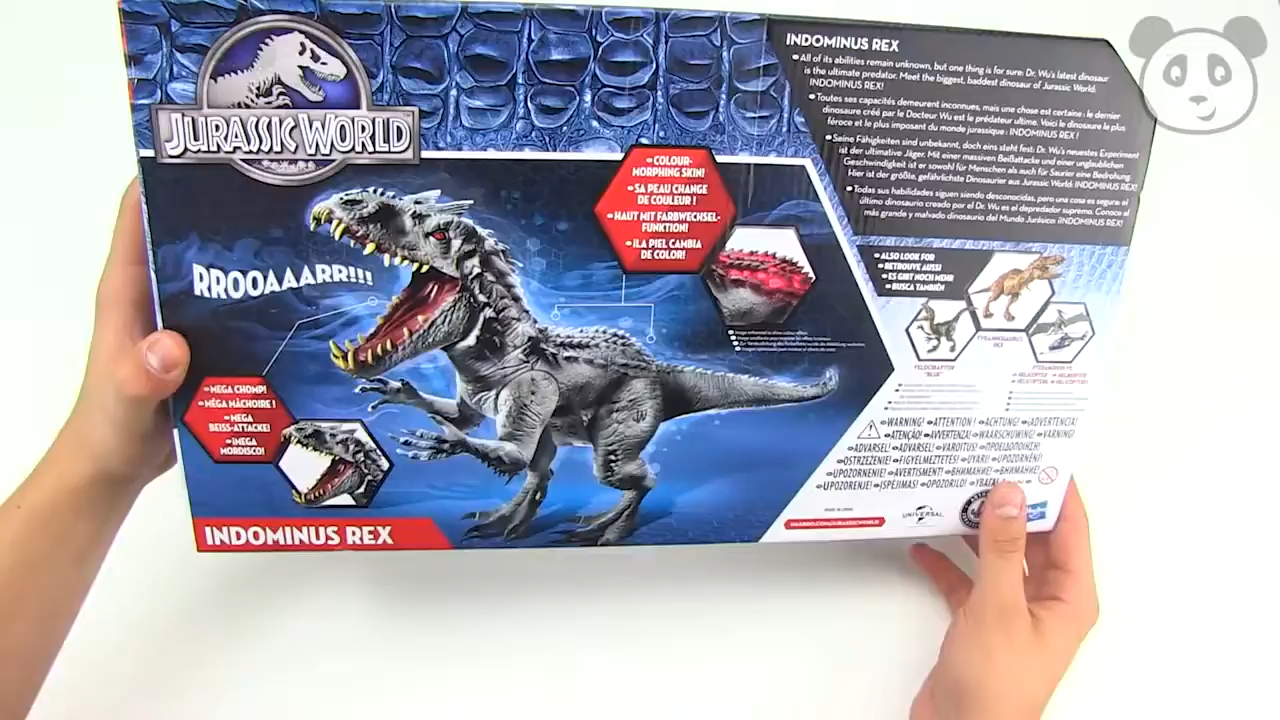 JURASSIC WORLD
INDOMINUS REX
All of its abilities remain unknown, but one thing is for sure: Dr. Wu's latest dinosaur
is the ultimate predator. Meet the biggest, baddest dinosaur of Jurassic World:
INDOMINUS REX!
Toutes ses capacités demeurent inconnues, mais une chose est certaine : le dernier
dinosaure créé par le Docteur Wu est le prédateur ultime. Voici le dinosaure le plus
féroce et le plus imposant du monde jurassique : INDOMINUS REX !
Seine Fähigkeiten sind unbekannt, doch eins steht fest: Dr. Wu's neuestes Experiment
ist der ultimative Jäger. Mit einer massiven Beißattacke und einer unglaublichen
Geschwindigkeit ist er sowohl für Menschen als auch für Saurier eine Bedrohung.
Hier ist der größte, gefährlichste Dinosaurier aus Jurassic World: INDOMINUS REX!
Todas sus habilidades siguen siendo desconocidas, pero una cosa es segura: el
último dinosaurio creado por el Dr. Wu es el depredador supremo. Conoce al
más grande y malvado dinosaurio del Mundo Jurásico: ¡INDOMINUS REX!
COLOUR-
MORPHING SKIN!
SA PEAU CHANGE
DE COULEUR !
HAUT MIT FARBWECHSEL-
FUNKTION!
¡LA PIEL CAMBIA
DE COLOR!
RROOAAARR!!!
ALSO LOOK FOR
RETROUVE AUSSI
ES GIBT NOCH MEHR
BUSCA TAMBIÉN
VELOCIRAPTOR
"BLUE"
TYRANNOSAURUS
REX
MEGA CHOMP!
MÉGA MÂCHOIRE !
MEGA
BEISS-ATTACKE!
¡MEGA
MORDISCO!
WARNING! ATTENTION ! ACHTUNG! ¡ADVERTENCIA!
ATENÇÃO! AVVERTENZA! WAARSCHUWING! VARNING!
ADVARSEL! ADVARSEL! VAROITUS! ΠΡΟΕΙΔΟΠΟΙΗΣΗ!
OSTRZEŻENIE! FIGYELMEZTETÉS! UYARI! UPOZORNĚNÍ!
UPOZORNENIE! AVERTISMENT! ВНИМАНИЕ! ВНИМАНИЕ!
UPOZORENJE! ĮSPĖJIMAS! OPOZORILO!
HASBRO.COM/JURASSICWORLD
UNIVERSAL
INDOMINUS REX